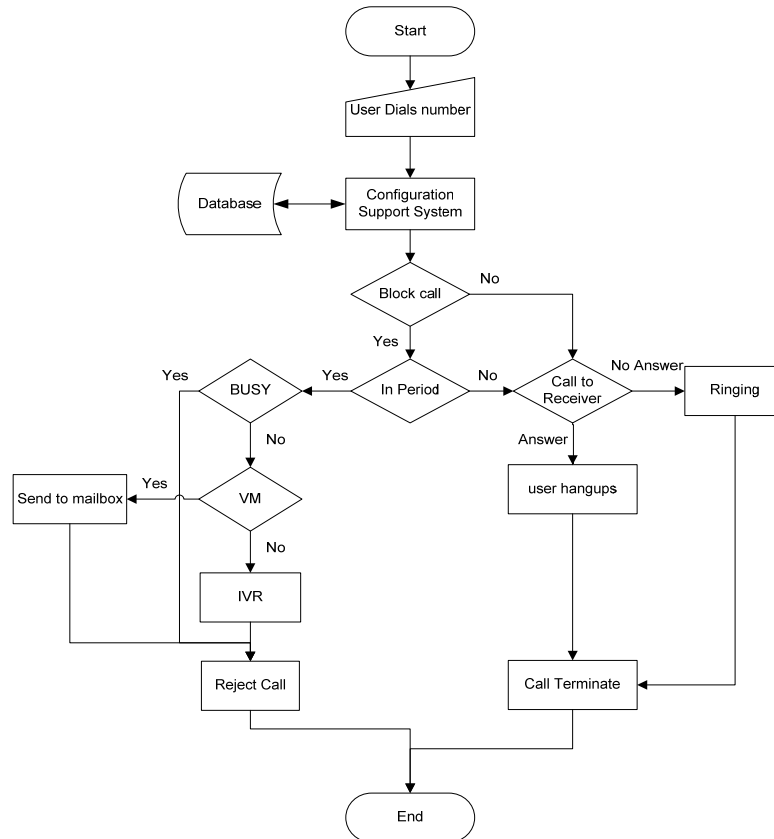 Start
User Dials number
Database
Configuration
Support System
Block call
No
Yes
Yes
BUSY
Yes
In Period
No
Call to
Receiver
No Answer
Ringing
No
Answer
Send to mailbox
Yes
VM
user hangups
No
IVR
Reject Call
Call Terminate
End